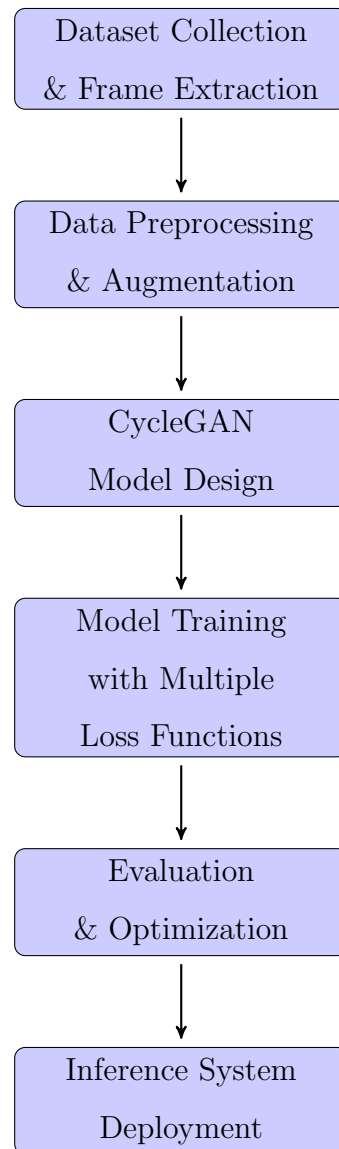 Dataset Collection
& Frame Extraction
Data Preprocessing
& Augmentation
CycleGAN
Model Design
Model Training
with Multiple
Loss Functions
Evaluation
& Optimization
Inference System
Deployment